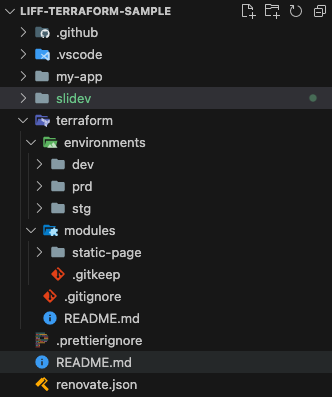 LIFF-TERRAFORM-SAMPLE
.github
.vscode
my-app
slidev
terraform
environments
dev
prd
stg
modules
static-page
.gitkeep
.gitignore
README.md
.prettierignore
README.md
renovate.json